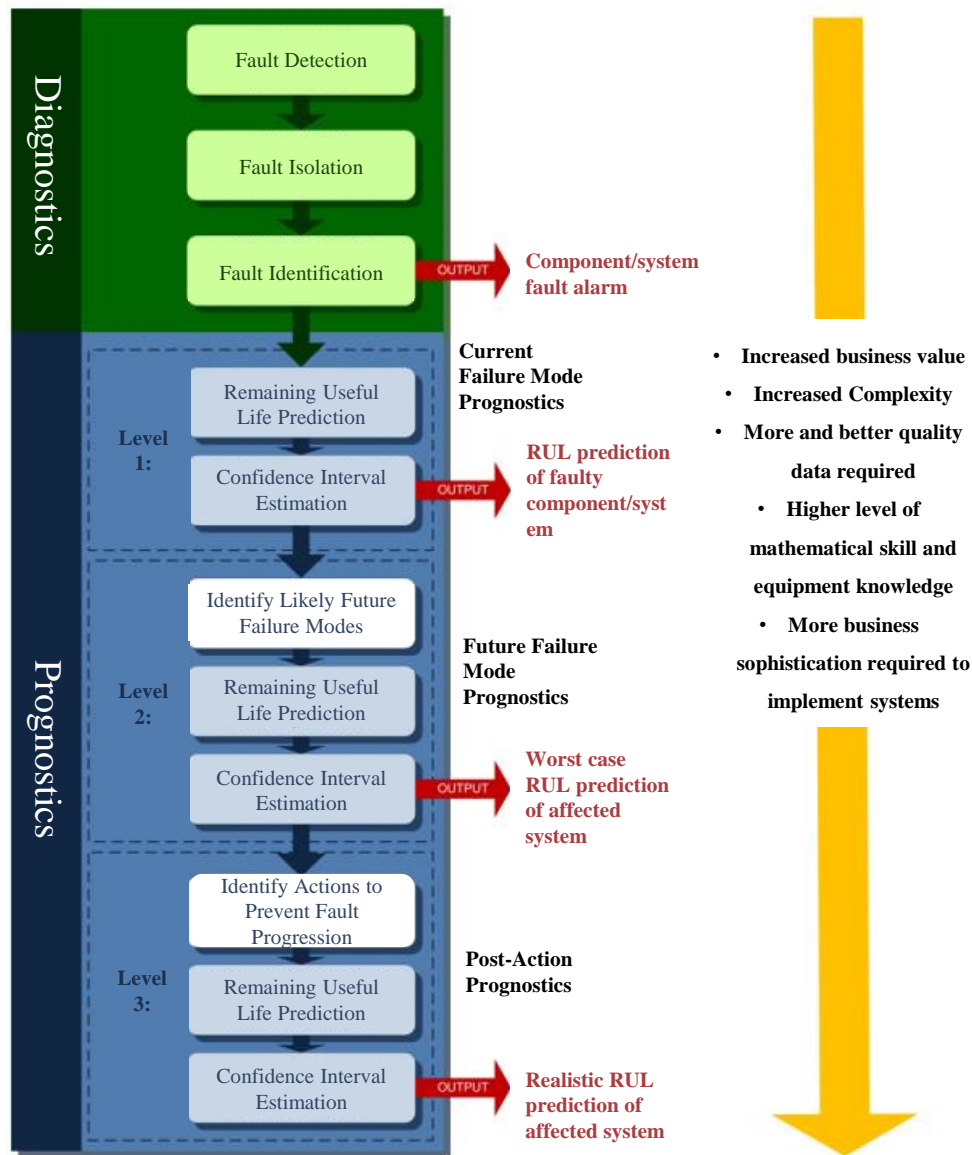 Diagnostics
Fault Detection
Fault Isolation
Fault Identification
OUTPUT
Component/system
fault alarm
Prognostics
Level
1:
Current
Failure Mode
Prognostics
Remaining Useful
Life Prediction
Confidence Interval
Estimation
OUTPUT
RUL prediction
of faulty
component/syst
em
Level
2:
Identify Likely Future
Failure Modes
Future Failure
Mode
Prognostics
Remaining Useful
Life Prediction
Confidence Interval
Estimation
OUTPUT
Worst case
RUL prediction
of affected
system
Level
3:
Identify Actions to
Prevent Fault
Progression
Post-Action
Prognostics
Remaining Useful
Life Prediction
Confidence Interval
Estimation
OUTPUT
Realistic RUL
prediction of
affected system
• Increased business value
• Increased Complexity
• More and better quality
data required
• Higher level of
mathematical skill and
equipment knowledge
• More business
sophistication required to
implement systems